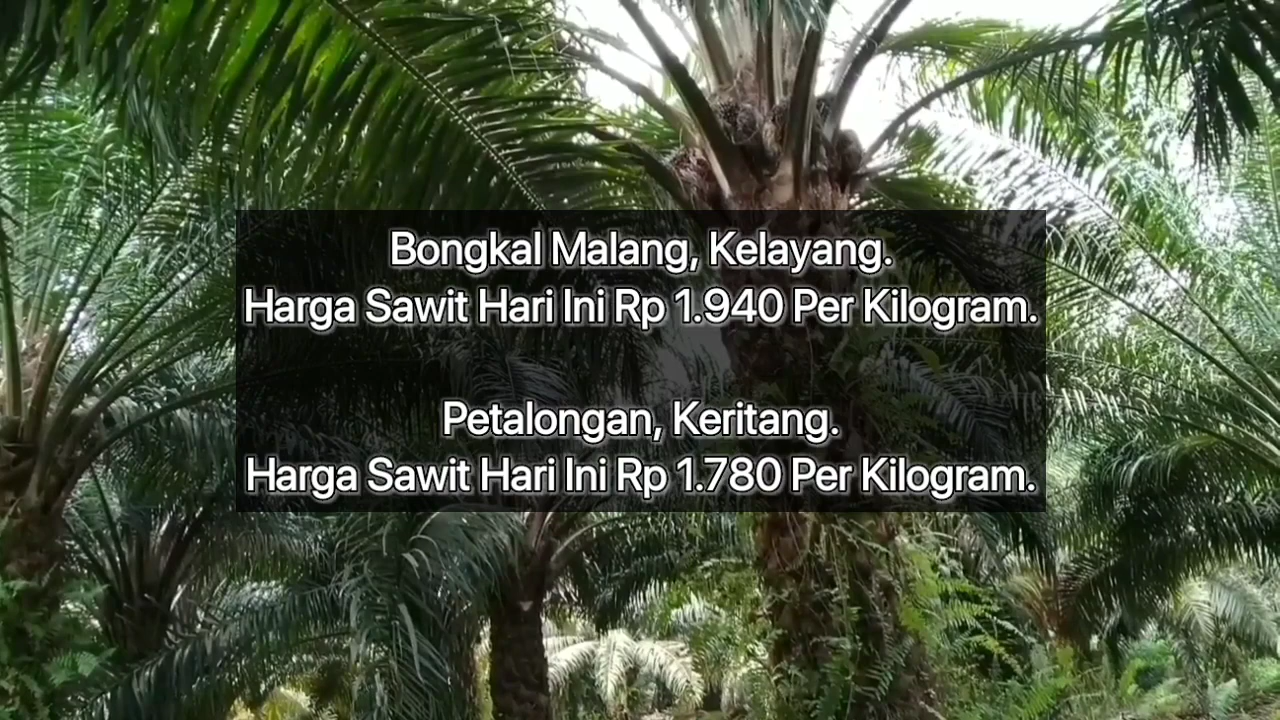 Bongkal Malang, Kelayang.
Harga Sawit Hari Ini Rp 1.940 Per Kilogram.
Petalongan, Keritang.
Harga Sawit Hari Ini Rp 1.780 Per Kilogram.